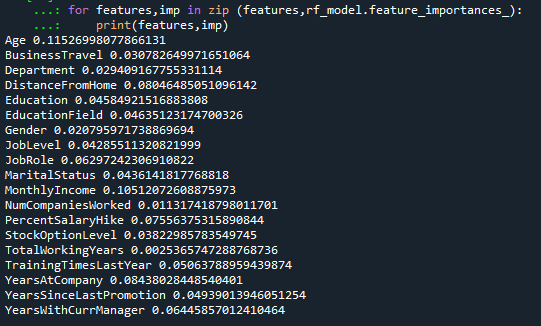 ...: for features,imp in zip (features,rf_model.feature_importances_):
...:     print(features,imp)
Age 0.11526998077866131
BusinessTravel 0.030782649971651064
Department 0.029409167755331114
DistanceFromHome 0.08046485051096142
Education 0.04584921516883808
EducationField 0.04635123174700326
Gender 0.020795971738869694
JobLevel 0.04285511320821999
JobRole 0.06297242306910822
MaritalStatus 0.0436141817768818
MonthlyIncome 0.10512072608875973
NumCompaniesWorked 0.011317418798011701
PercentSalaryHike 0.07556375315890844
StockOptionLevel 0.03822985783549745
TotalWorkingYears 0.0025365747288768736
TrainingTimesLastYear 0.05063788959439874
YearsAtCompany 0.08438028448540401
YearsSinceLastPromotion 0.04939013946051254
YearsWithCurrManager 0.06445857012410464